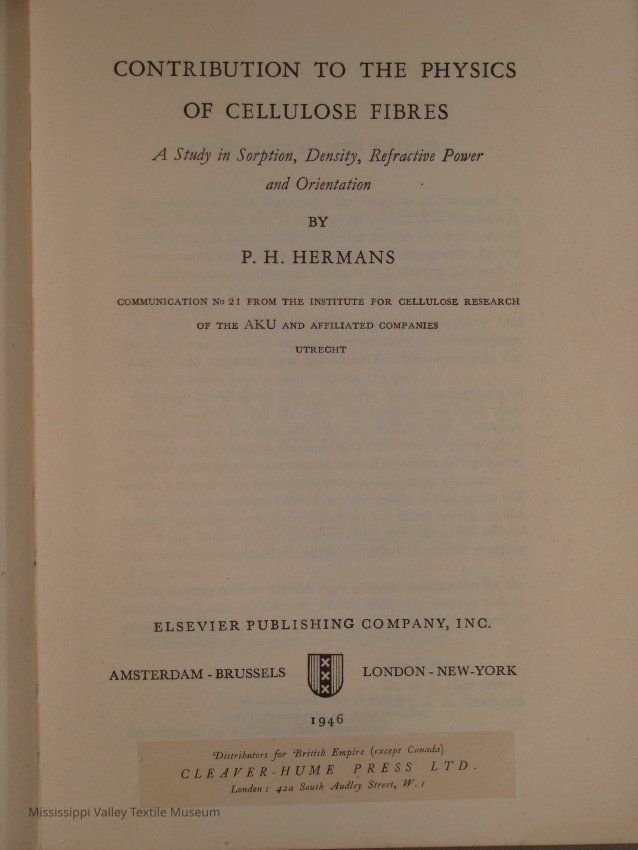 CONTRIBUTION TO THE PHYSICS
OF CELLULOSE FIBRES
A Study in Sorption, Density, Refractive Power
and Orientation
BY
P. H. HERMANS
COMMUNICATION No 21 FROM THE INSTITUTE FOR CELLULOSE RESEARCH
OF THE AKU AND AFFILIATED COMPANIES
UTRECHT
ELSEVIER PUBLISHING COMPANY, INC.
AMSTERDAM - BRUSSELS LONDON - NEW-YORK
1946
Distributors for British Empire (except Canada)
CLEAVER-HUME PRESS LTD.
London: 42a South Audley Street, W. 1
Mississippi Valley Textile Museum